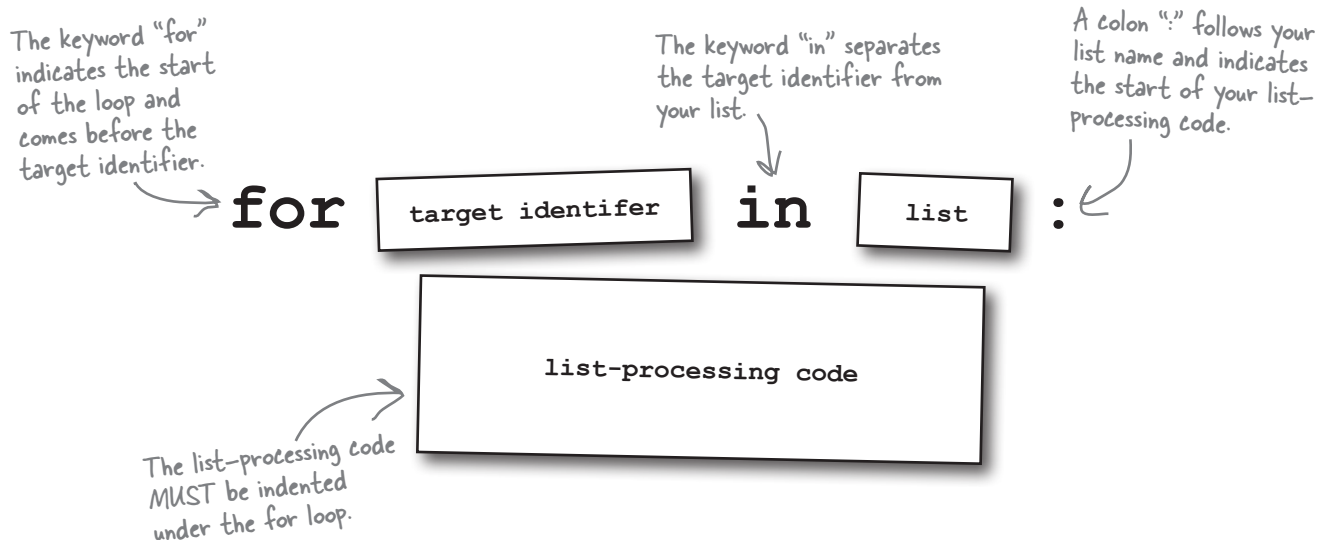 The keyword “for”
indicates the start
of the loop and
comes before the
target identifier.
The keyword “in” separates
the target identifier from
your list.
A colon “:” follows your
list name and indicates
the start of your list-
processing code.
for target identifer in list :
list-processing code
The list-processing code
MUST be indented
under the for loop.